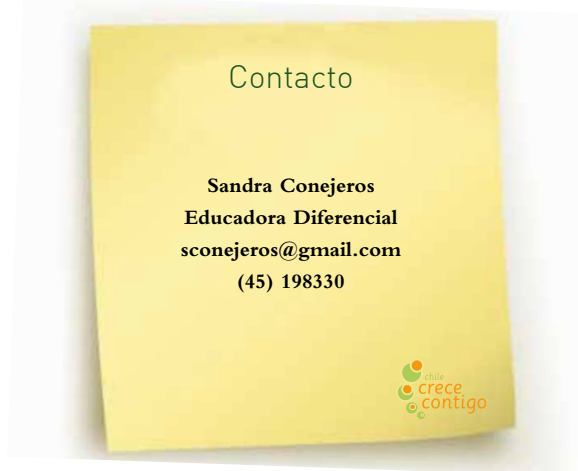 Contacto
Sandra Conejeros
Educadora Diferencial
sconejeros@gmail.com
(45) 198330
chile
crece
contigo
©